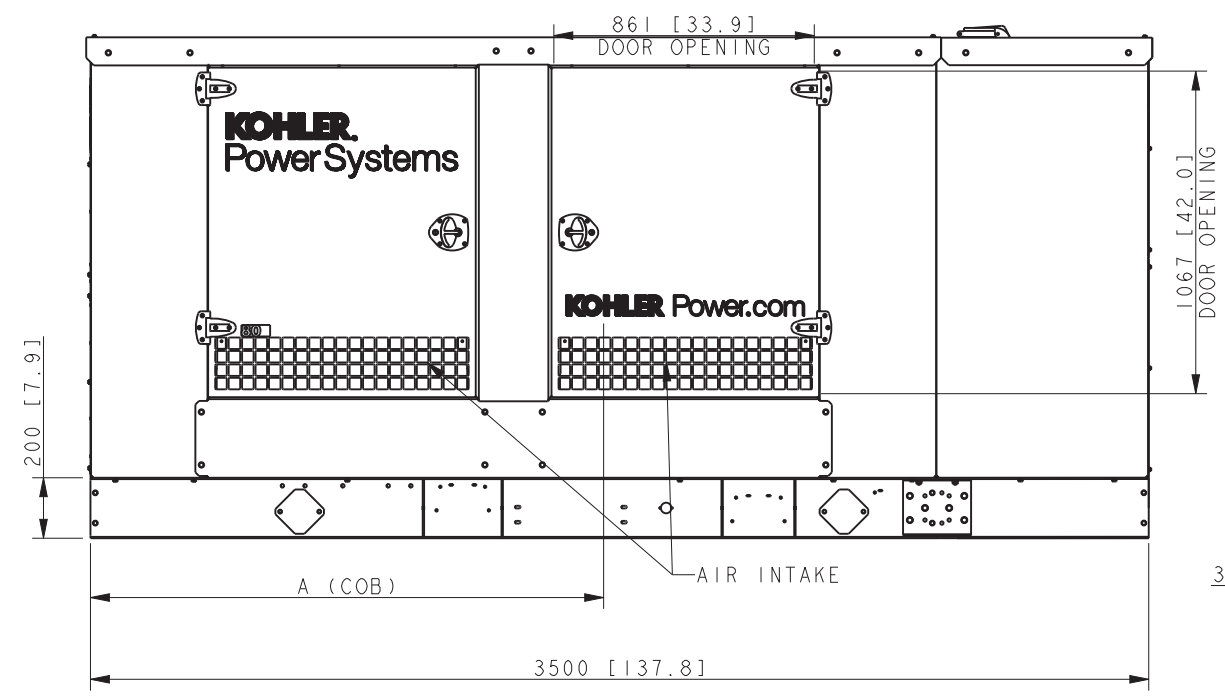 861 [33.9]
DOOR OPENING
KOHLER.
Power Systems
1067 [42.0]
DOOR OPENING
KOHLER Power.com
80
200 [7.9]
AIR INTAKE
A (COB)
3
3500 [137.8]